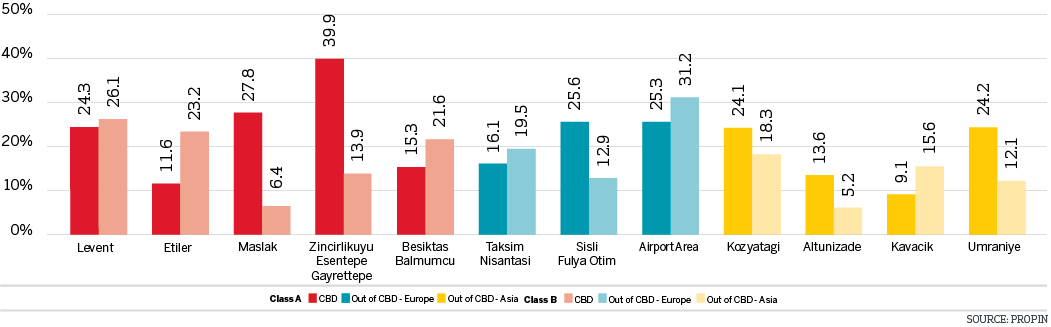 50%
40%
30%
20%
10%
0%
24.3
26.1
11.6
23.2
27.8
6.4
39.9
13.9
15.3
21.6
16.1
19.5
25.6
12.9
25.3
31.2
24.1
18.3
13.6
5.2
9.1
15.6
24.2
12.1
Levent
Etiler
Maslak
Zincirlikuyu
Esentepe
Gayrettepe
Besiktas
Balmumcu
Taksim
Nisantasi
Sisli
Fulya Otim
Airport Area
Kozyatagi
Altunizade
Kavacik
Umraniye
Class A CBD Out of CBD - Europe Out of CBD - Asia Class B CBD Out of CBD - Europe Out of CBD - Asia
SOURCE: PROPIN